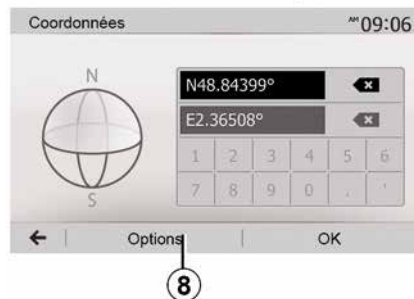 Coordonnées
AM 09:06
N
S
N48.84399°
E2.36508°
1 2 3 4 5 6
7 8 9 0 . '
Options
OK
8